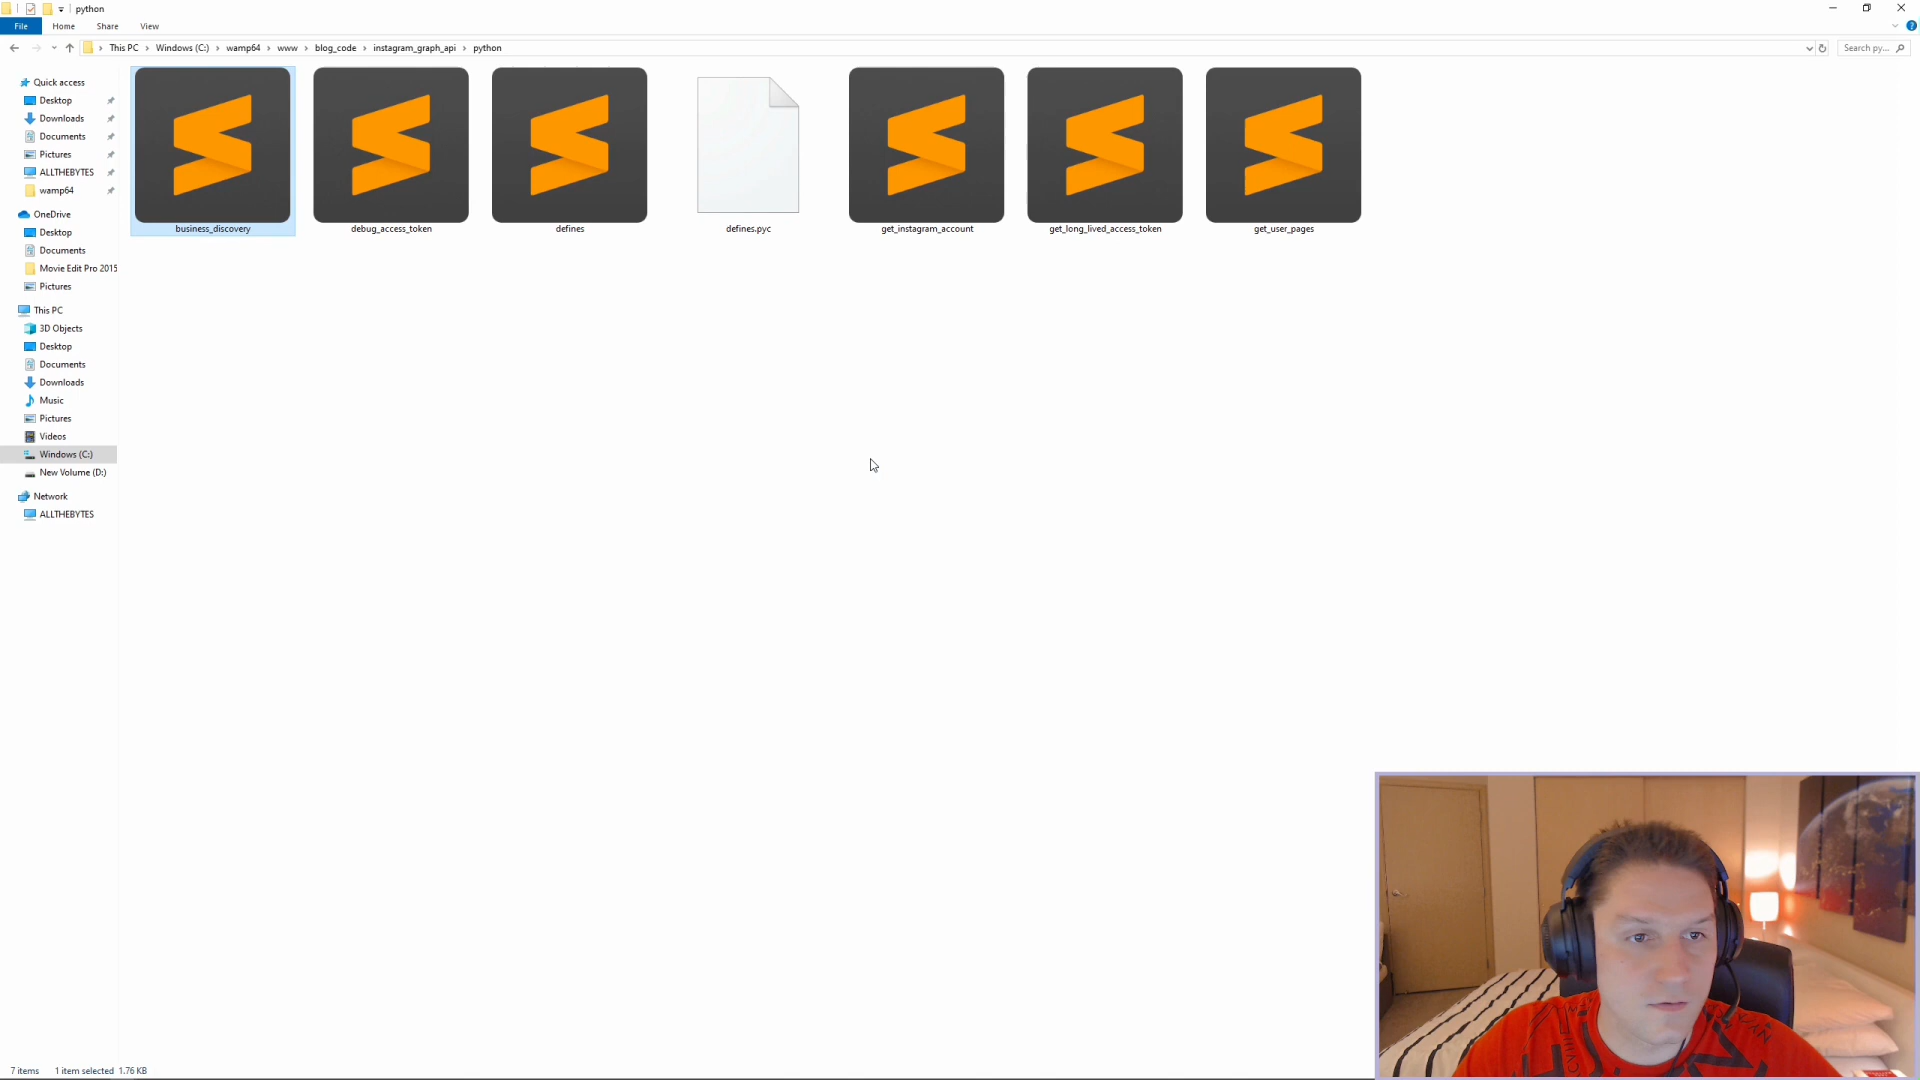 python
File Home Share View
This PC Windows (C:) wamp64 www blog_code instagram_graph_api python
Search py...
Quick access
Desktop
Downloads
Documents
Pictures
ALLTHEBYTES
wamp64
OneDrive
Desktop
Documents
Movie Edit Pro 2015
Pictures
This PC
3D Objects
Desktop
Documents
Downloads
Music
Pictures
Videos
Windows (C:)
New Volume (D:)
Network
ALLTHEBYTES
business_discovery
debug_access_token
defines
defines.pyc
get_instagram_account
get_long_lived_access_token
get_user_pages
7 items 1 item selected 1.76 KB